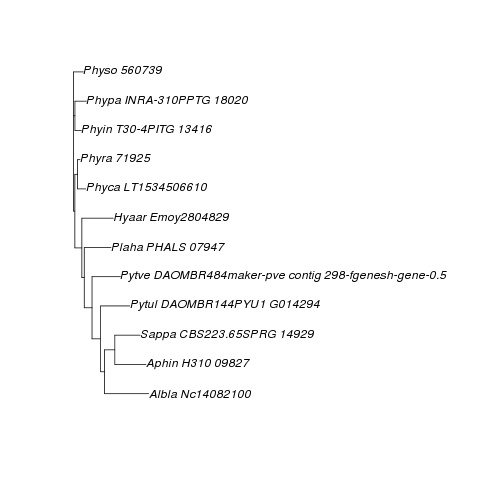 Physo 560739
Phypa INRA-310PPTG 18020
Phyin T30-4PITG 13416
Phyra 71925
Phyca LT1534506610
Hyaar Emoy2804829
Plaha PHALS 07947
Pytve DAOMBR484maker-pve contig 298-fgenesh-gene-0.5
Pytul DAOMBR144PYU1 G014294
Sappa CBS223.65SPRG 14929
Aphin H310 09827
Albla Nc14082100